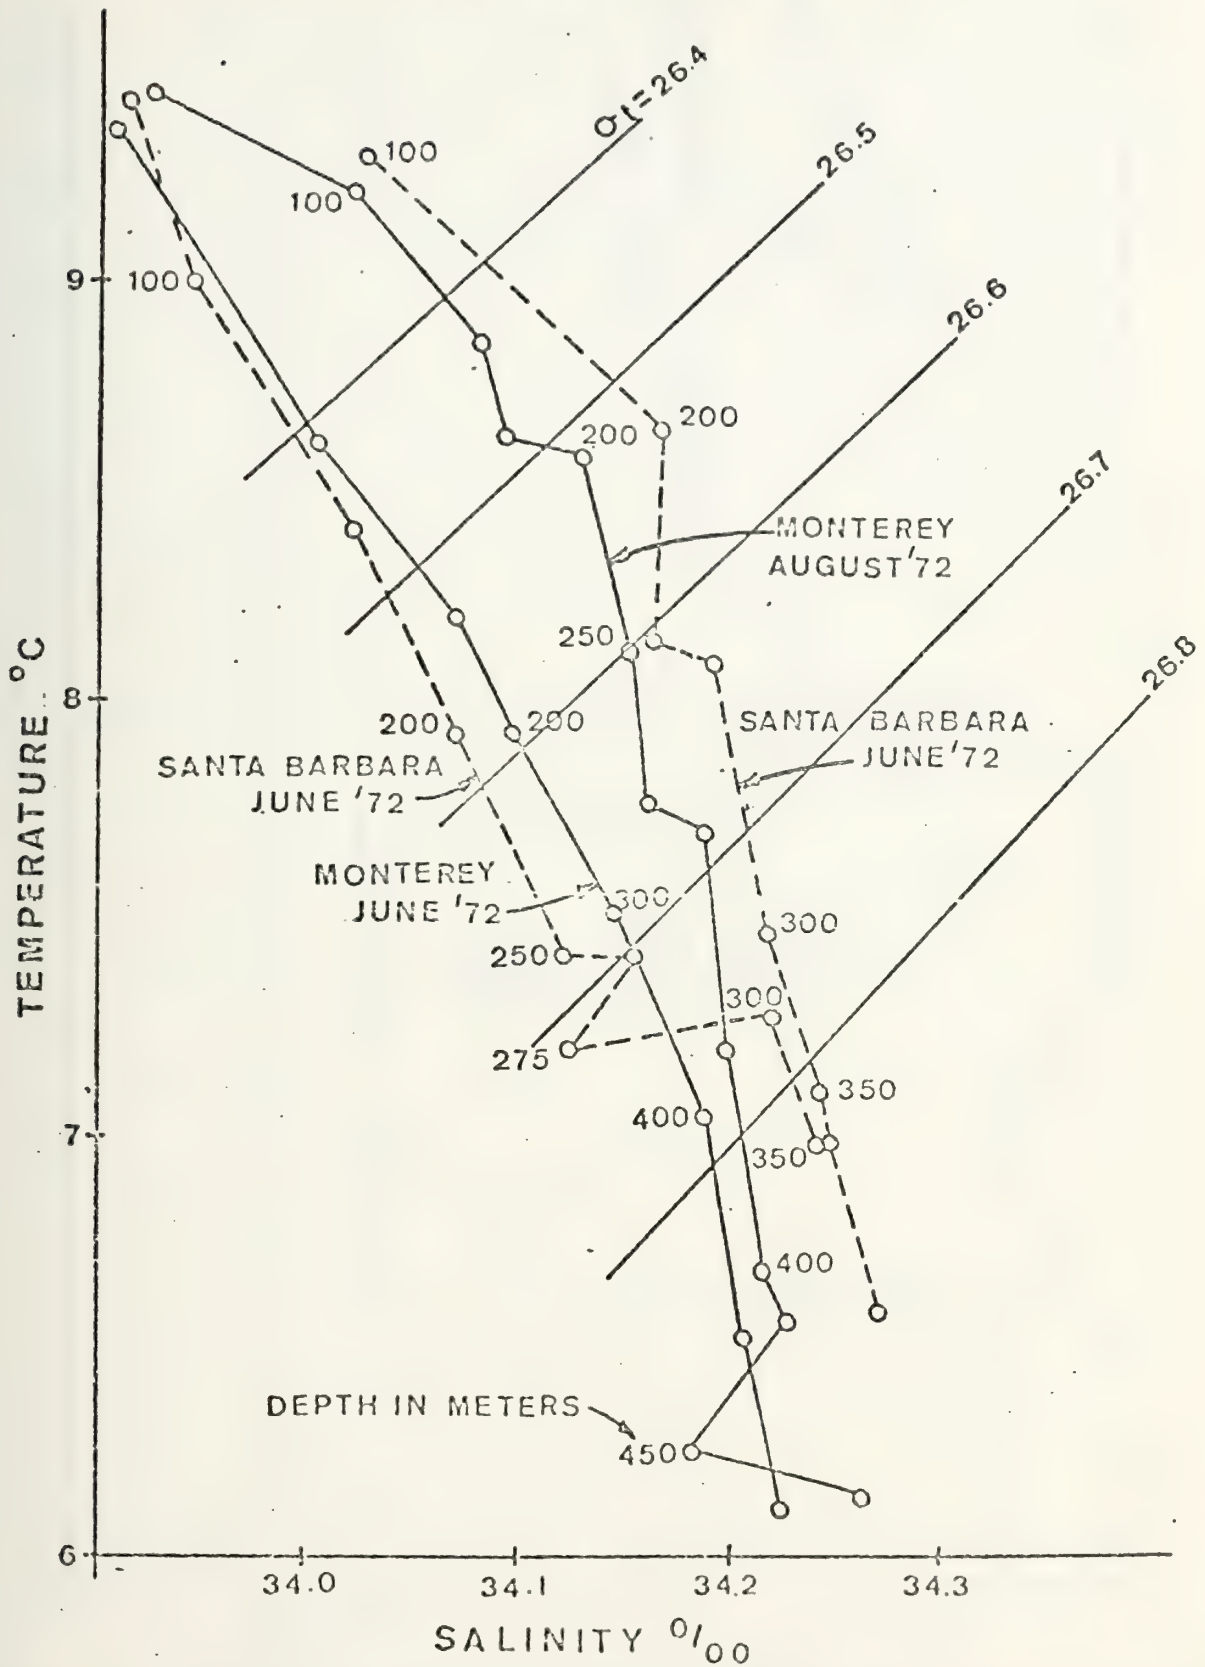 σt=26.4
26.5
26.6
26.7
26.8
100
100
100
9
200
200
MONTEREY
AUGUST '72
250
8
200
200
SANTA BARBARA
JUNE '72
SANTA BARBARA
JUNE '72
MONTEREY
JUNE '72
300
300
250
300
275
350
400
7
350
400
DEPTH IN METERS
450
6
34.0
34.1
34.2
34.3
TEMPERATURE °C
SALINITY 0/00